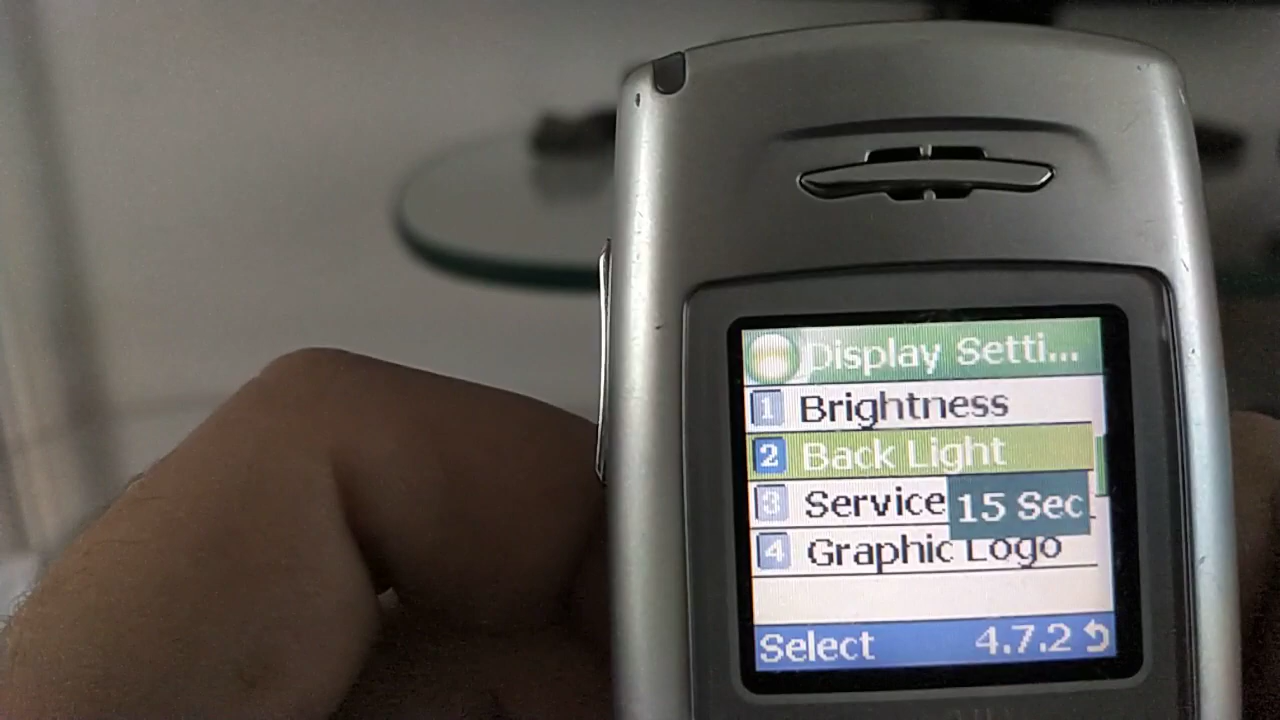 Display Setti...
1 Brightness
2 Back Light
3 Service
15 Sec
4 Graphic Logo
Select 4.7.2